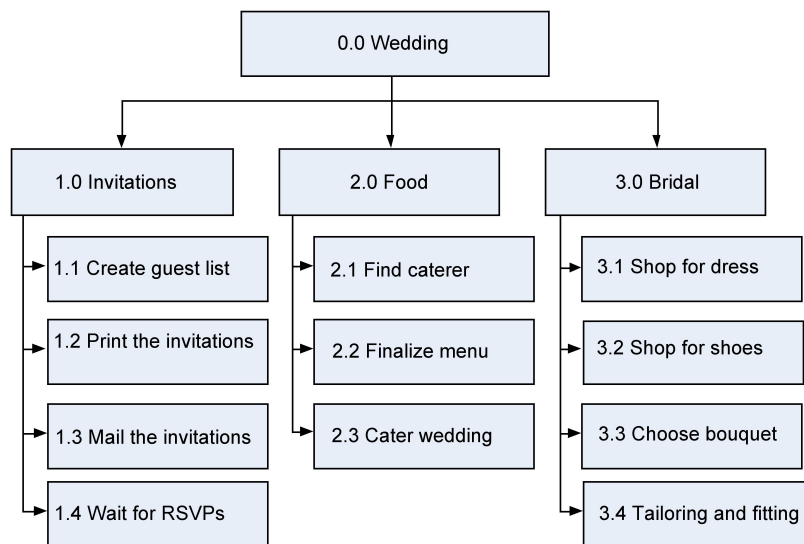 0.0 Wedding
1.0 Invitations
1.1 Create guest list
1.2 Print the invitations
1.3 Mail the invitations
1.4 Wait for RSVPs
2.0 Food
2.1 Find caterer
2.2 Finalize menu
2.3 Cater wedding
3.0 Bridal
3.1 Shop for dress
3.2 Shop for shoes
3.3 Choose bouquet
3.4 Tailoring and fitting